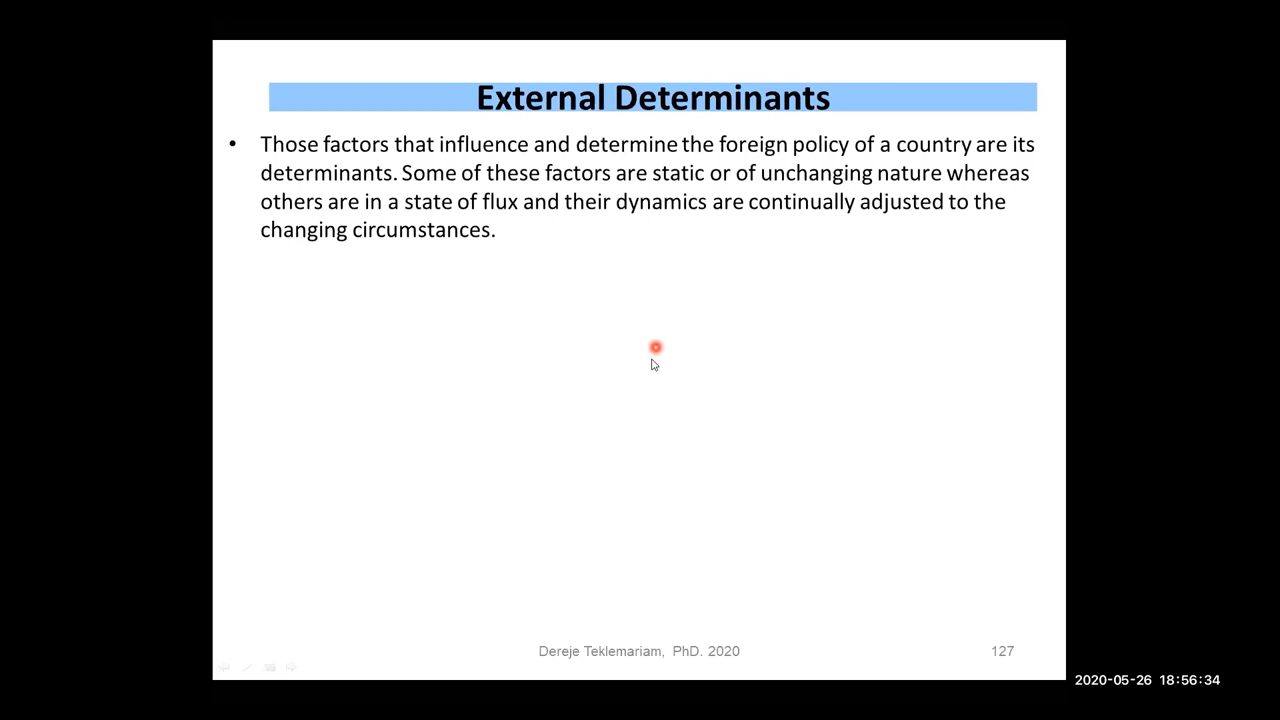 External Determinants
• Those factors that influence and determine the foreign policy of a country are its
determinants. Some of these factors are static or of unchanging nature whereas
others are in a state of flux and their dynamics are continually adjusted to the
changing circumstances.
Dereje Teklemariam, PhD. 2020
127
2020-05-26 18:56:34